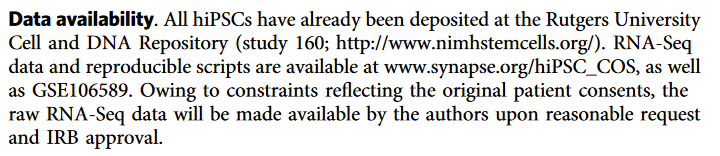 Data availability. All hiPSCs have already been deposited at the Rutgers University
Cell and DNA Repository (study 160; http://www.nimhstemcells.org/). RNA-Seq
data and reproducible scripts are available at www.synapse.org/hiPSC_COS, as well
as GSE106589. Owing to constraints reflecting the original patient consents, the
raw RNA-Seq data will be made available by the authors upon reasonable request
and IRB approval.